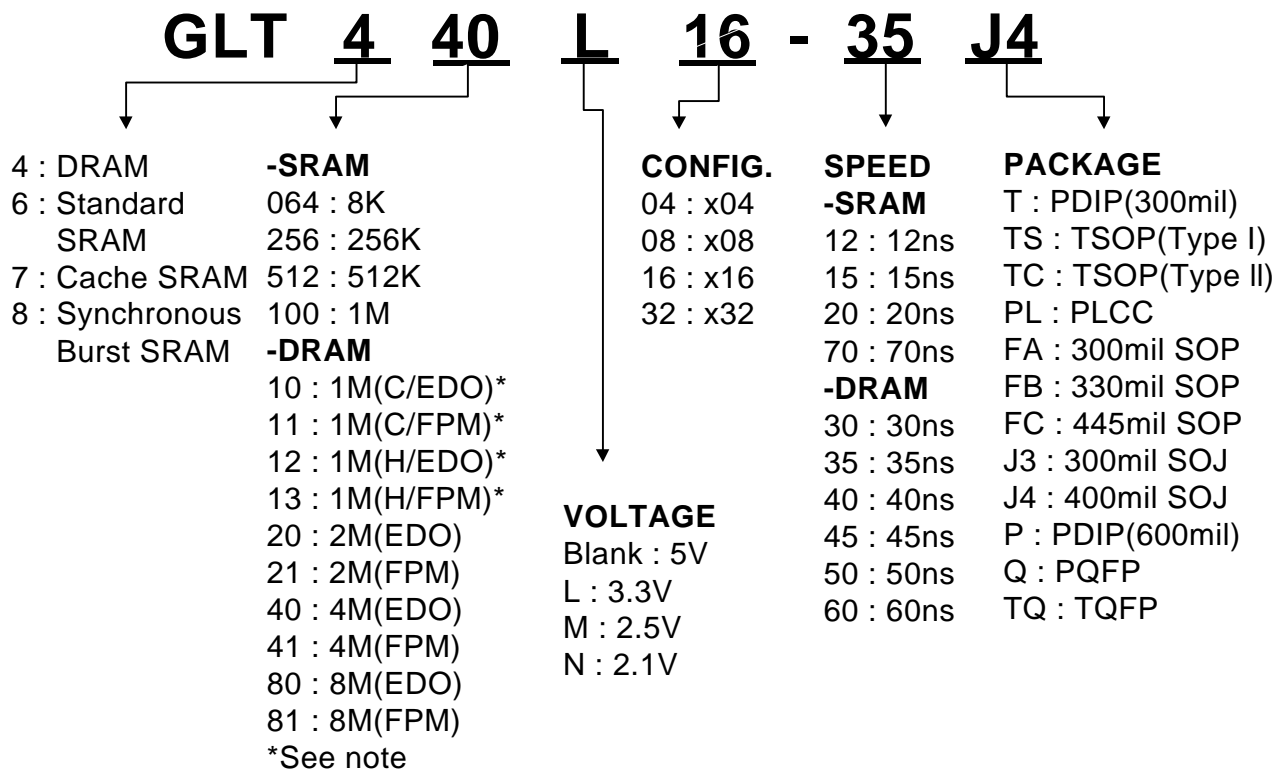 GLT 4 40 L 16 - 35 J4
4 : DRAM
6 : Standard
SRAM
7 : Cache SRAM
8 : Synchronous
Burst SRAM
-SRAM
064 : 8K
256 : 256K
512 : 512K
100 : 1M
-DRAM
10 : 1M(C/EDO)*
11 : 1M(C/FPM)*
12 : 1M(H/EDO)*
13 : 1M(H/FPM)*
20 : 2M(EDO)
21 : 2M(FPM)
40 : 4M(EDO)
41 : 4M(FPM)
80 : 8M(EDO)
81 : 8M(FPM)
*See note
VOLTAGE
Blank : 5V
L : 3.3V
M : 2.5V
N : 2.1V
CONFIG.
04 : x04
08 : x08
16 : x16
32 : x32
SPEED
-SRAM
12 : 12ns
15 : 15ns
20 : 20ns
70 : 70ns
-DRAM
30 : 30ns
35 : 35ns
40 : 40ns
45 : 45ns
50 : 50ns
60 : 60ns
PACKAGE
T : PDIP(300mil)
TS : TSOP(Type I)
TC : TSOP(Type ll)
PL : PLCC
FA : 300mil SOP
FB : 330mil SOP
FC : 445mil SOP
J3 : 300mil SOJ
J4 : 400mil SOJ
P : PDIP(600mil)
Q : PQFP
TQ : TQFP